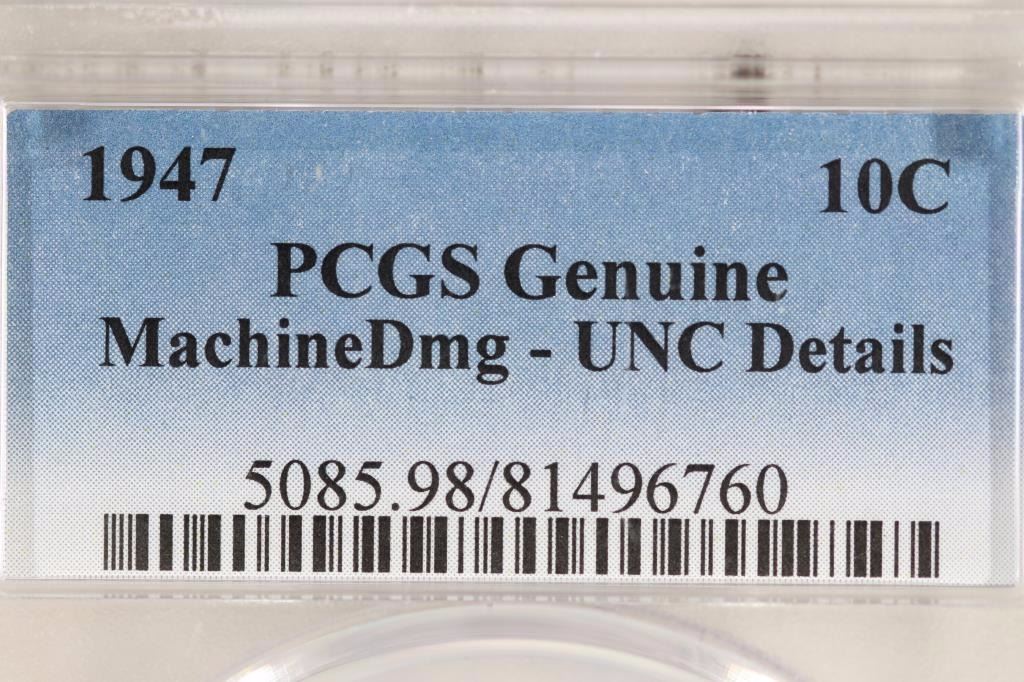 1947 10C
PCGS Genuine
MachineDmg - UNC Details
5085.98/81496760